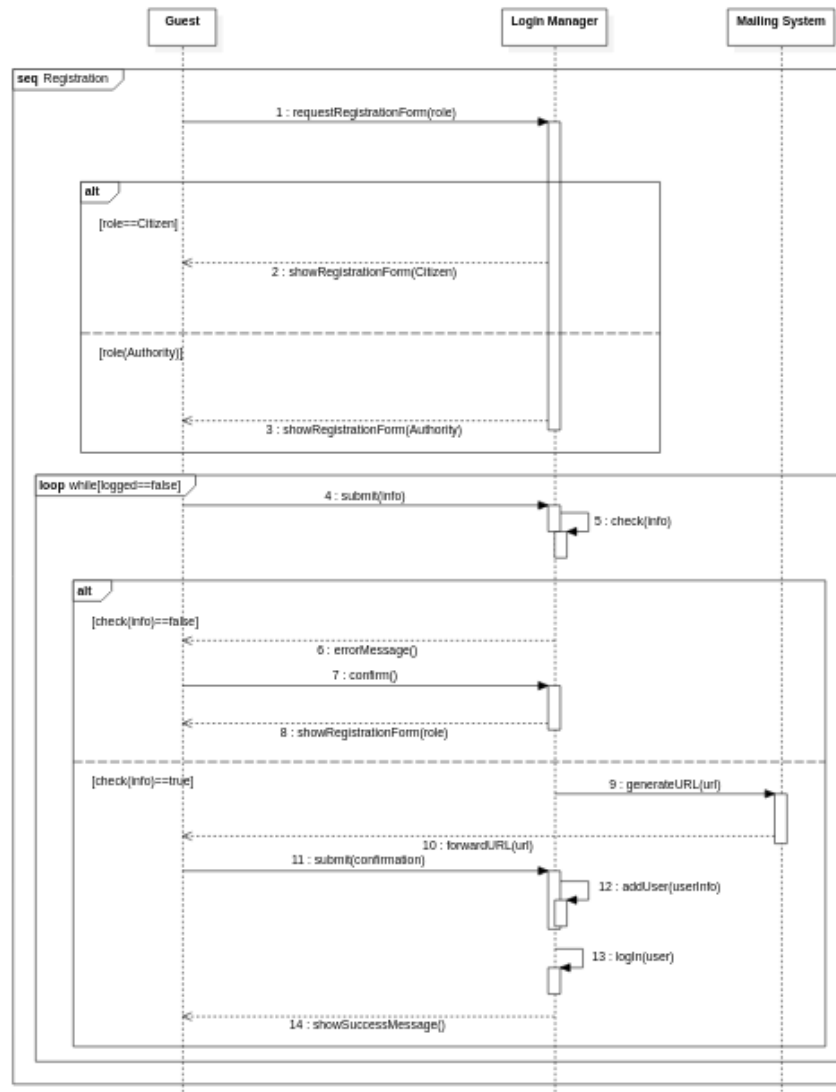 Guest
Login Manager
Mailing System
seq Registration
1 : requestRegistrationForm(role)
alt
[role==Citizen]
2 : showRegistrationForm(Citizen)
[role(Authority)]
3 : showRegistrationForm(Authority)
loop while[logged==false]
4 : submit(info)
5 : check(info)
alt
[check(info)==false]
6 : errorMessage()
7 : confirm()
8 : showRegistrationForm(role)
[check(info)==true]
9 : generateURL(url)
10 : forwardURL(url)
11 : submit(confirmation)
12 : addUser(userInfo)
13 : logIn(user)
14 : showSuccessMessage()